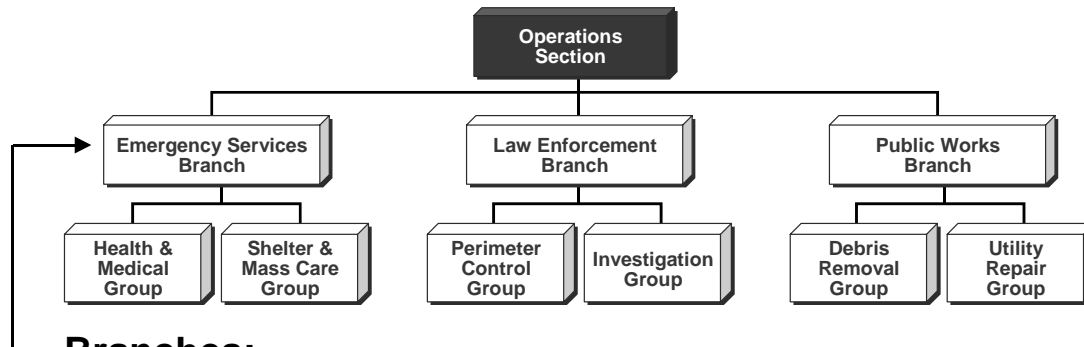 Operations
Section
Emergency Services
Branch
Law Enforcement
Branch
Public Works
Branch
Health &
Medical
Group
Shelter &
Mass Care
Group
Perimeter
Control
Group
Investigation
Group
Debris
Removal
Group
Utility
Repair
Group
Branches: